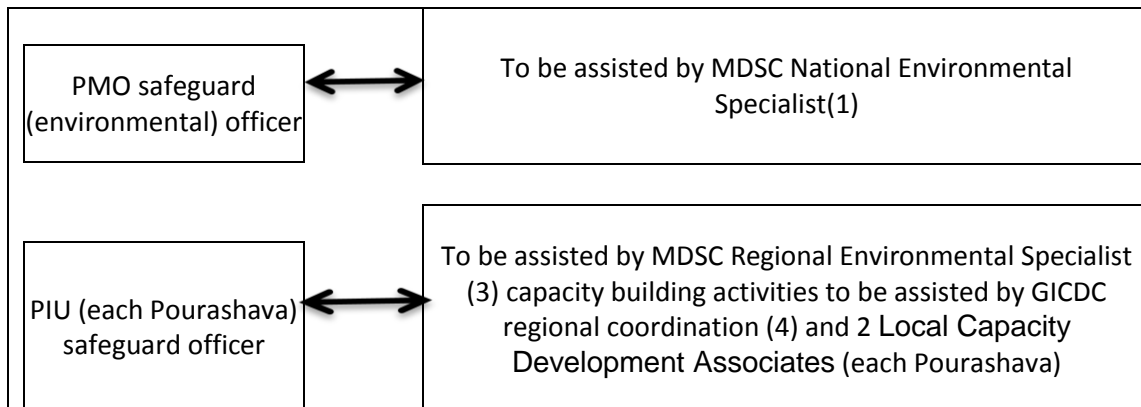 PMO safeguard
(environmental) officer
To be assisted by MDSC National Environmental
Specialist(1)
PIU (each Pourashava)
safeguard officer
To be assisted by MDSC Regional Environmental Specialist
(3) capacity building activities to be assisted by GICDC
regional coordination (4) and 2 Local Capacity
Development Associates (each Pourashava)